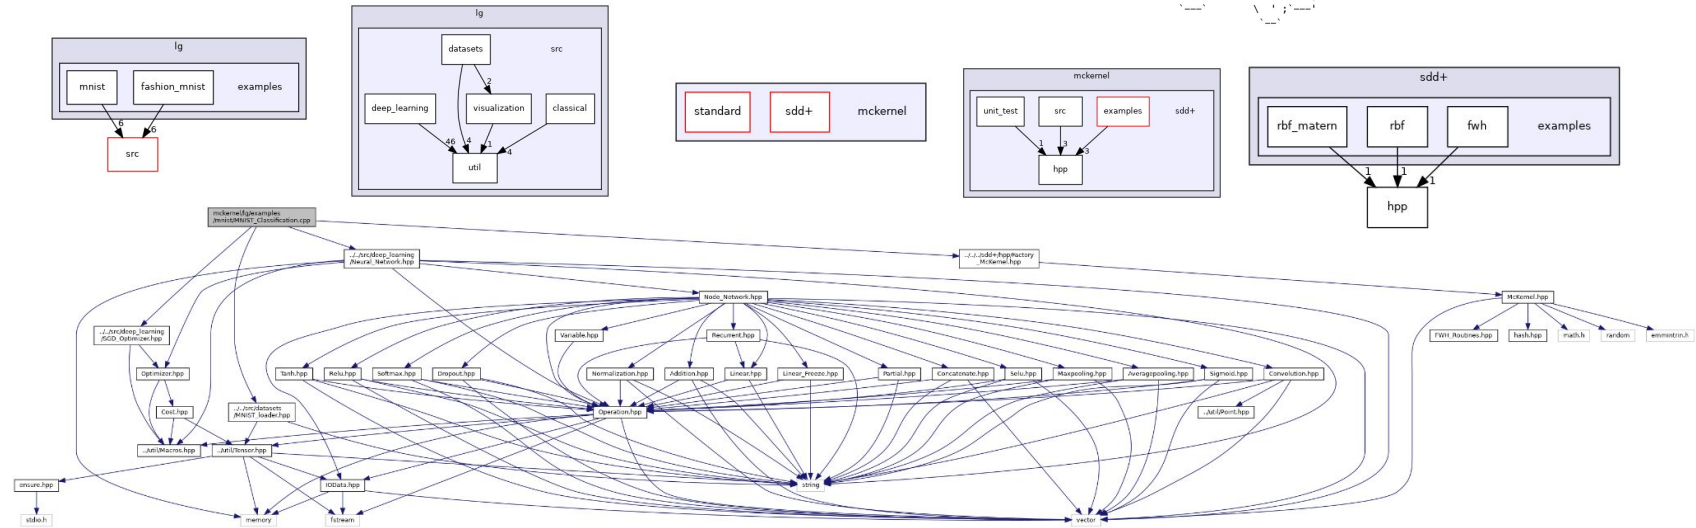 lg
mnist
fashion_mnist
examples
6
6
src
lg
datasets
src
2
deep_learning
visualization
classical
46
4
1
4
util
standard
sdd+
mckernel
mckernel
unit_test
src
examples
sdd+
1
3
3
hpp
sdd+
rbf_matern
rbf
fwh
examples
1
1
1
hpp
mckernel/lg/examples
/mnist/MNIST_Classification.cpp
../../src/deep_learning
/Neural_Network.hpp
../../../sdd+/hpp/Factory
_McKernel.hpp
Node_Network.hpp
McKernel.hpp
../../src/deep_learning
/SGD_Optimizer.hpp
Variable.hpp
Recurrent.hpp
FWH_Routines.hpp
hash.hpp
math.h
random
emmintrin.h
Optimizer.hpp
Tanh.hpp
Relu.hpp
Softmax.hpp
Dropout.hpp
Normalization.hpp
Addition.hpp
Linear.hpp
Linear_Freeze.hpp
Partial.hpp
Concatenate.hpp
Selu.hpp
Maxpooling.hpp
Averagepooling.hpp
Sigmoid.hpp
Convolution.hpp
Cost.hpp
../../src/datasets
/MNIST_loader.hpp
Operation.hpp
../util/Point.hpp
../util/Macros.hpp
../util/Tensor.hpp
ensure.hpp
IOData.hpp
string
stdio.h
memory
fstream
vector